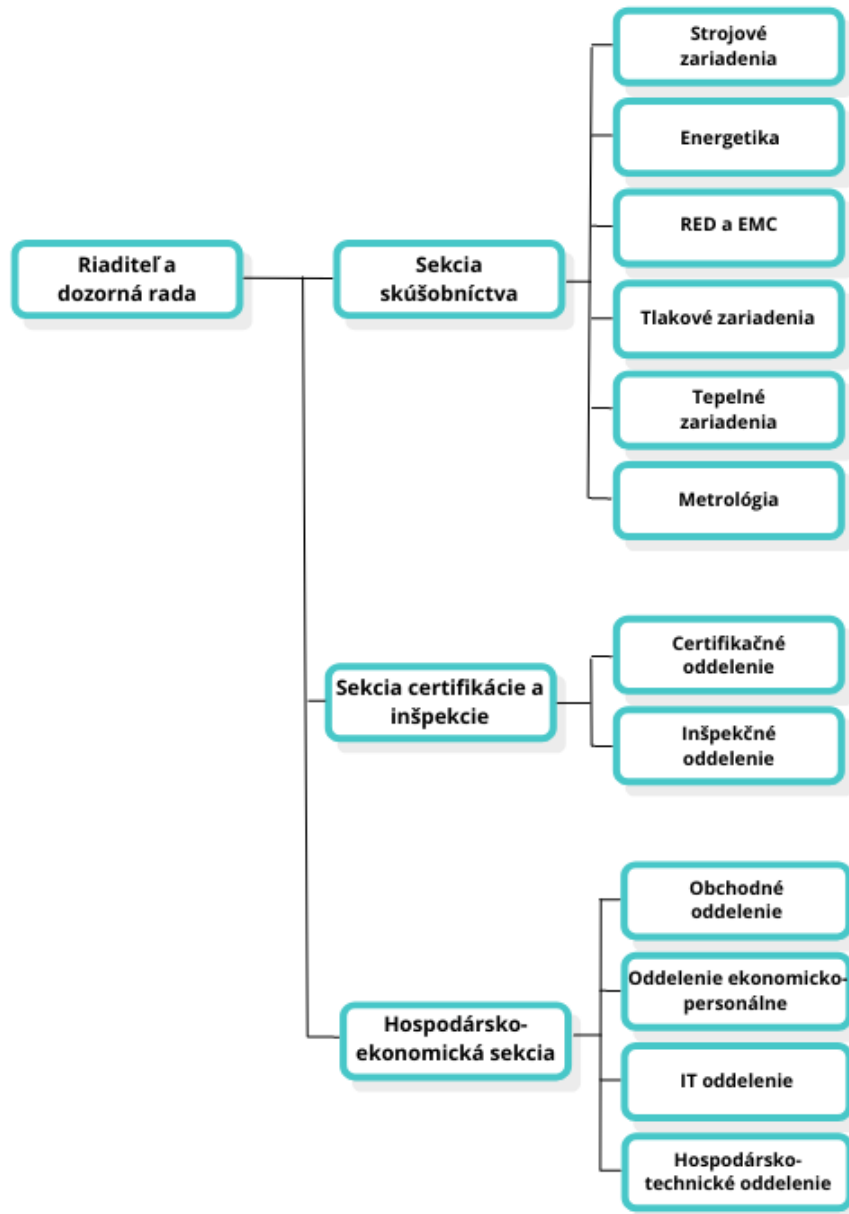 Riaditeľ a
dozorná rada
Sekcia
skúšobníctva
Strojové
zariadenia
Energetika
RED a EMC
Tlakové zariadenia
Tepelné
zariadenia
Metrológia
Sekcia certifikácie a
inšpekcie
Certifikačné
oddelenie
Inšpekčné
oddelenie
Hospodársko-
ekonomická sekcia
Obchodné
oddelenie
Oddelenie ekonomicko-
personálne
IT oddelenie
Hospodársko-
technické oddelenie